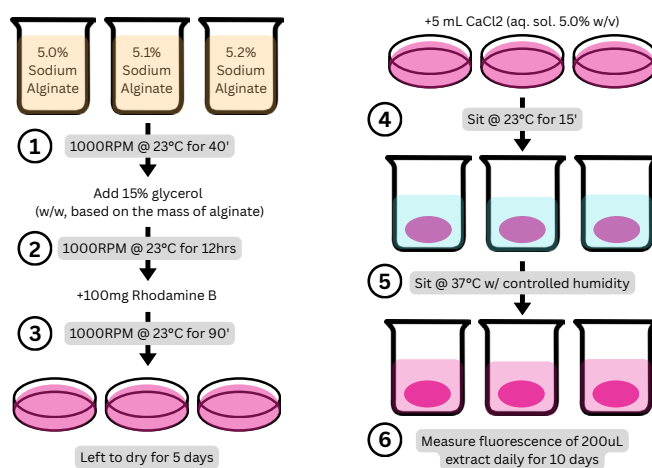 5.0%
Sodium
Alginate
5.1%
Sodium
Alginate
5.2%
Sodium
Alginate
1
1000RPM @ 23°C for 40'
Add 15% glycerol
(w/w, based on the mass of alginate)
2
1000RPM @ 23°C for 12hrs
+100mg Rhodamine B
3
1000RPM @ 23°C for 90'
Left to dry for 5 days
+5 mL CaCl2 (aq. sol. 5.0% w/v)
4
Sit @ 23°C for 15'
5
Sit @ 37°C w/ controlled humidity
6
Measure fluorescence of 200uL
extract daily for 10 days